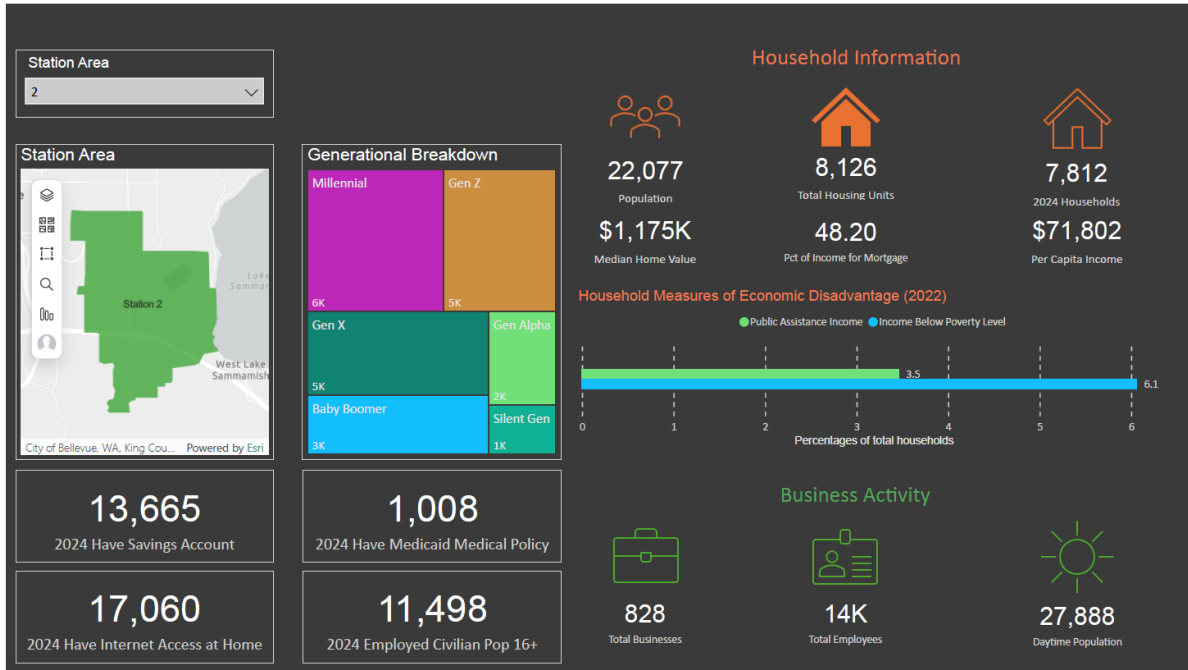 Station Area
2
Station Area
Station 2
Lake
Sammam
West Lake
Sammamish
City of Bellevue, WA, King Cou... Powered by Esri
Generational Breakdown
Millennial
6K
Gen Z
5K
Gen X
5K
Gen Alpha
2K
Baby Boomer
3K
Silent Gen
1K
13,665
2024 Have Savings Account
1,008
2024 Have Medicaid Medical Policy
17,060
2024 Have Internet Access at Home
11,498
2024 Employed Civilian Pop 16+
Household Information
22,077
Population
8,126
Total Housing Units
7,812
2024 Households
$1,175K
Median Home Value
48.20
Pct of Income for Mortgage
$71,802
Per Capita Income
Household Measures of Economic Disadvantage (2022)
Public Assistance Income Income Below Poverty Level
3.5
6.1
0 1 2 3 4 5 6
Percentages of total households
Business Activity
828
Total Businesses
14K
Total Employees
27,888
Daytime Population